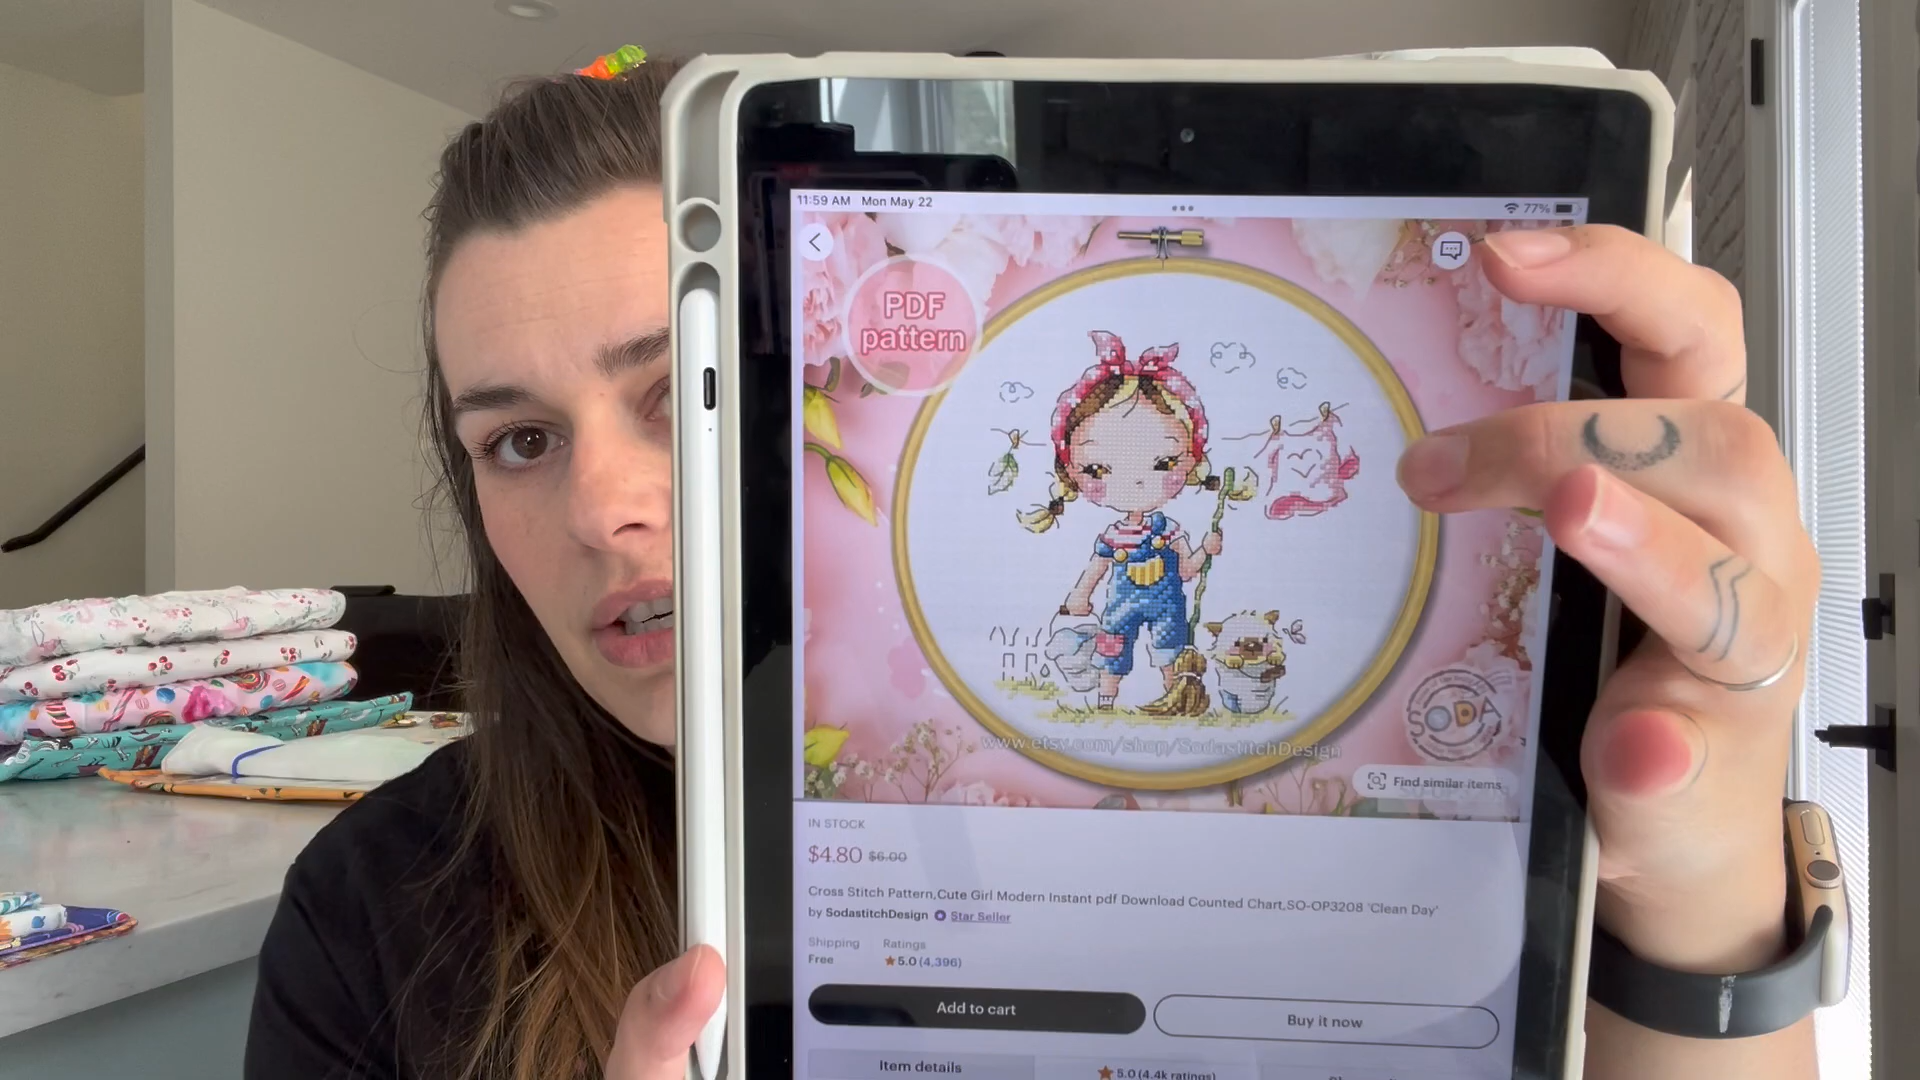 11:59 AM Mon May 22
77%
PDF
pattern
SODA
www.etsy.com/shop/SodastitchDesign
Find similar items
IN STOCK
$4.80 $6.00
Cross Stitch Pattern,Cute Girl Modern Instant pdf Download Counted Chart,SO-OP3208 'Clean Day'
by SodastitchDesign Star Seller
Shipping Ratings
Free 5.0 (4,396)
Add to cart
Buy it now
Item details
5.0 (4.4k ratings)